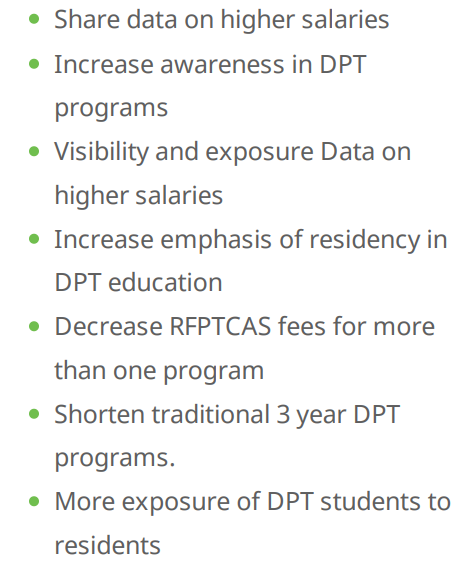 • Share data on higher salaries
• Increase awareness in DPT
programs
• Visibility and exposure Data on
higher salaries
• Increase emphasis of residency in
DPT education
• Decrease RFPTCAS fees for more
than one program
• Shorten traditional 3 year DPT
programs.
• More exposure of DPT students to
residents